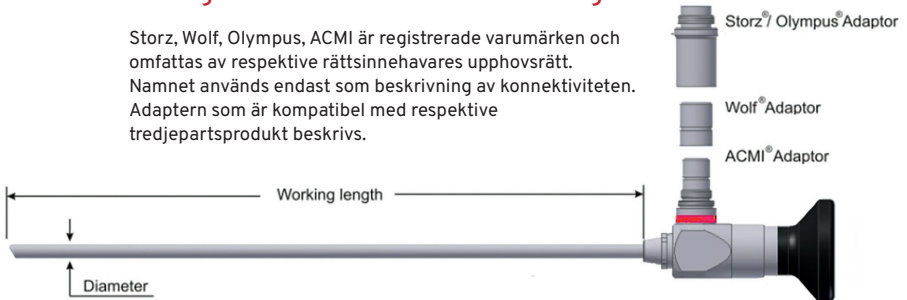 Storz, Wolf, Olympus, ACMI är registrerade varumärken och
omfattas av respektive rättsinnehavares upphovsrätt.
Namnet används endast som beskrivning av konnektiviteten.
Adaptern som är kompatibel med respektive
tredjepartsprodukt beskrivs.
Storz®/ Olympus®Adaptor
Wolf®Adaptor
ACMI®Adaptor
Working length
Diameter